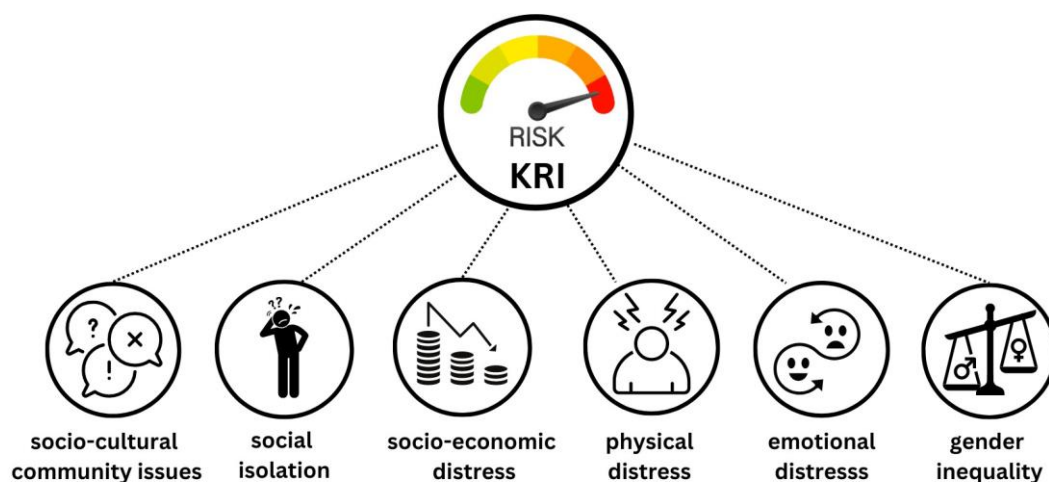 RISK
KRI
? × !
??
socio-cultural
community issues
social
isolation
socio-economic
distress
physical
distress
emotional
distresss
gender
inequality